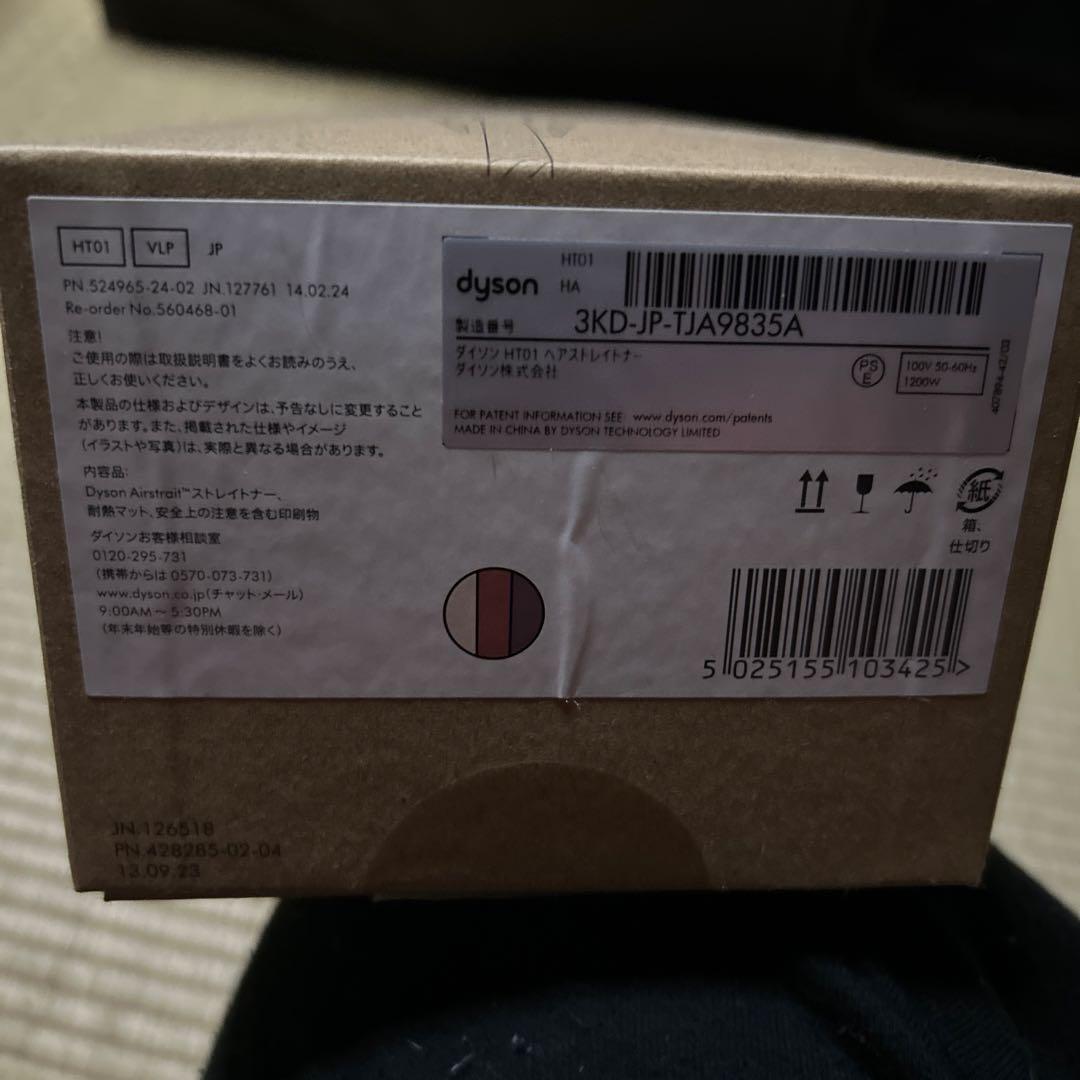 HT01 VLP JP
PN.524965-24-02 JN.127761 14.02.24
Re-order No.560468-01
注意!
ご使用の際は取扱説明書をよくお読みのうえ、
正しくお使いください。
本製品の仕様およびデザインは、予告なしに変更すること
があります。また、掲載された仕様やイメージ
(イラストや写真)は、実際と異なる場合があります。
内容品:
Dyson Airstrait™ストレイトナー、
耐熱マット、安全上の注意を含む印刷物
ダイソンお客様相談室
0120-295-731
(携帯からは 0570-073-731)
www.dyson.co.jp(チャット・メール)
9:00AM~5:30PM
(年末年始等の特別休暇を除く)
dyson HT01
HA
製造番号 3KD-JP-TJA9835A
ダイソン HT01 ヘアストレイトナー
ダイソン株式会社
PS
E
100V 50-60Hz
1200W
FOR PATENT INFORMATION SEE: www.dyson.com/patents
MADE IN CHINA BY DYSON TECHNOLOGY LIMITED
紙
箱、
仕切り
5 025155 103425 >
JN.126518
PN.428285-02-04
13.09.23